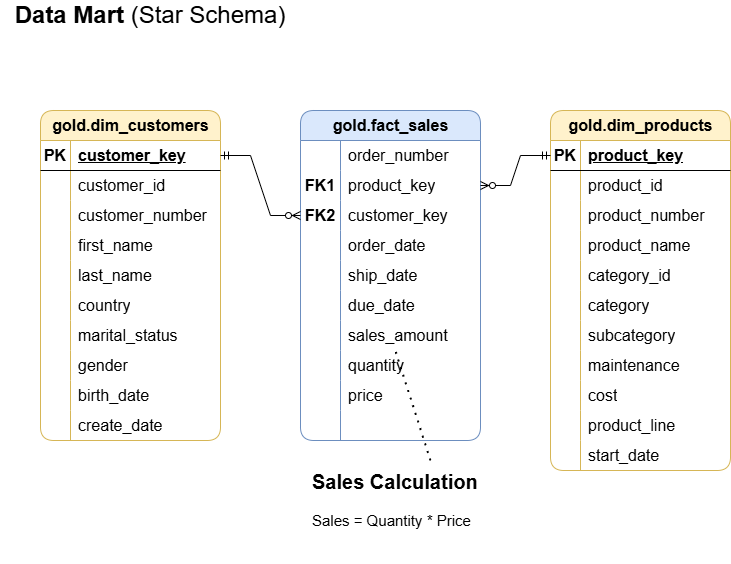 Data Mart (Star Schema)
gold.dim_customers
PK customer_key
customer_id
customer_number
first_name
last_name
country
marital_status
gender
birth_date
create_date
gold.fact_sales
order_number
FK1 product_key
FK2 customer_key
order_date
ship_date
due_date
sales_amount
quantity
price
gold.dim_products
PK product_key
product_id
product_number
product_name
category_id
category
subcategory
maintenance
cost
product_line
start_date
Sales Calculation
Sales = Quantity * Price